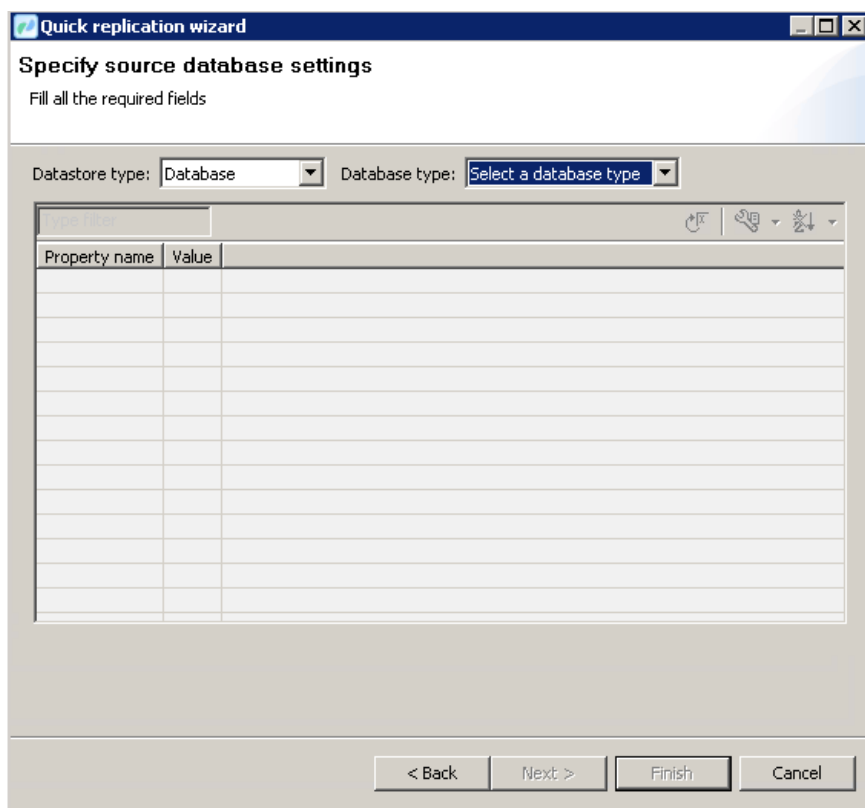 Quick replication wizard
Specify source database settings
Fill all the required fields
Datastore type: Database Database type: Select a database type
Type filter
Property name Value
< Back Next > Finish Cancel